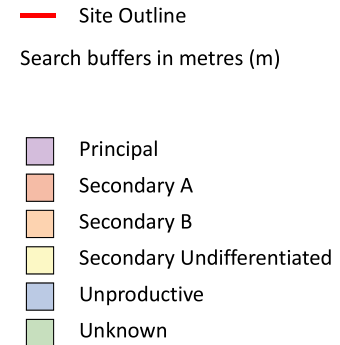 Site Outline
Search buffers in metres (m)
Principal
Secondary A
Secondary B
Secondary Undifferentiated
Unproductive
Unknown